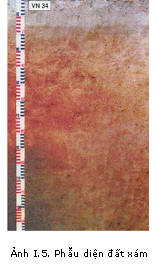 VN 34
Ảnh I.5. Phẫu diện đất xám